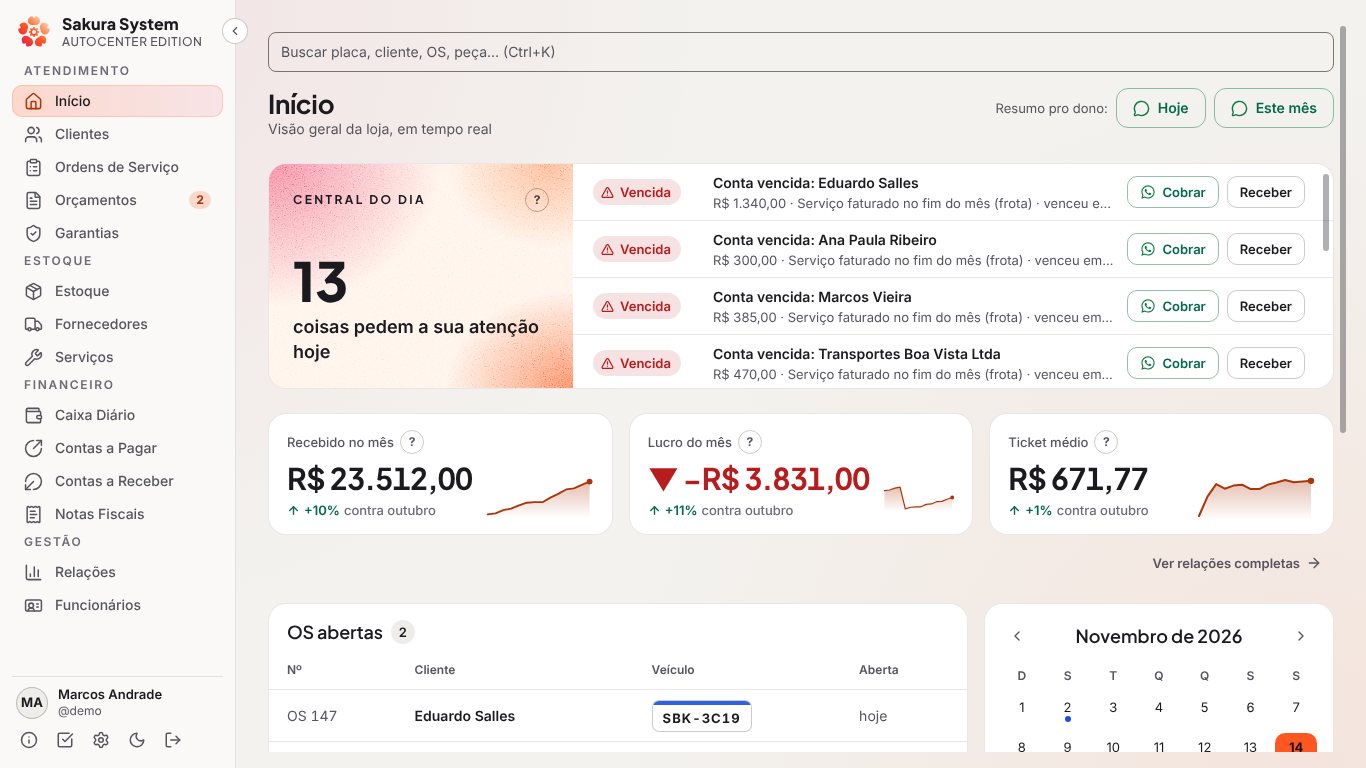 Sakura System
AUTOCENTER EDITION
ATENDIMENTO
Início
Clientes
Ordens de Serviço
Orçamentos 2
Garantias
ESTOQUE
Estoque
Fornecedores
Serviços
FINANCEIRO
Caixa Diário
Contas a Pagar
Contas a Receber
Notas Fiscais
GESTÃO
Relações
Funcionários
MA
Marcos Andrade
@demo
Buscar placa, cliente, OS, peça... (Ctrl+K)
Início
Visão geral da loja, em tempo real
Resumo pro dono: Hoje Este mês
CENTRAL DO DIA ?
13
coisas pedem a sua atenção
hoje
Vencida Conta vencida: Eduardo Salles Cobrar Receber
R$ 1.340,00 · Serviço faturado no fim do mês (frota) · venceu e...
Vencida Conta vencida: Ana Paula Ribeiro Cobrar Receber
R$ 300,00 · Serviço faturado no fim do mês (frota) · venceu em...
Vencida Conta vencida: Marcos Vieira Cobrar Receber
R$ 385,00 · Serviço faturado no fim do mês (frota) · venceu em...
Vencida Conta vencida: Transportes Boa Vista Ltda Cobrar Receber
R$ 470,00 · Serviço faturado no fim do mês (frota) · venceu em...
Recebido no mês ?
R$ 23.512,00
↑ +10% contra outubro
Lucro do mês ?
▼ −R$ 3.831,00
↑ +11% contra outubro
Ticket médio ?
R$ 671,77
↑ +1% contra outubro
Ver relações completas →
OS abertas 2
Nº Cliente Veículo Aberta
OS 147 Eduardo Salles SBK-3C19 hoje
Novembro de 2026
D S T Q Q S S
1 2 3 4 5 6 7
8 9 10 11 12 13 14